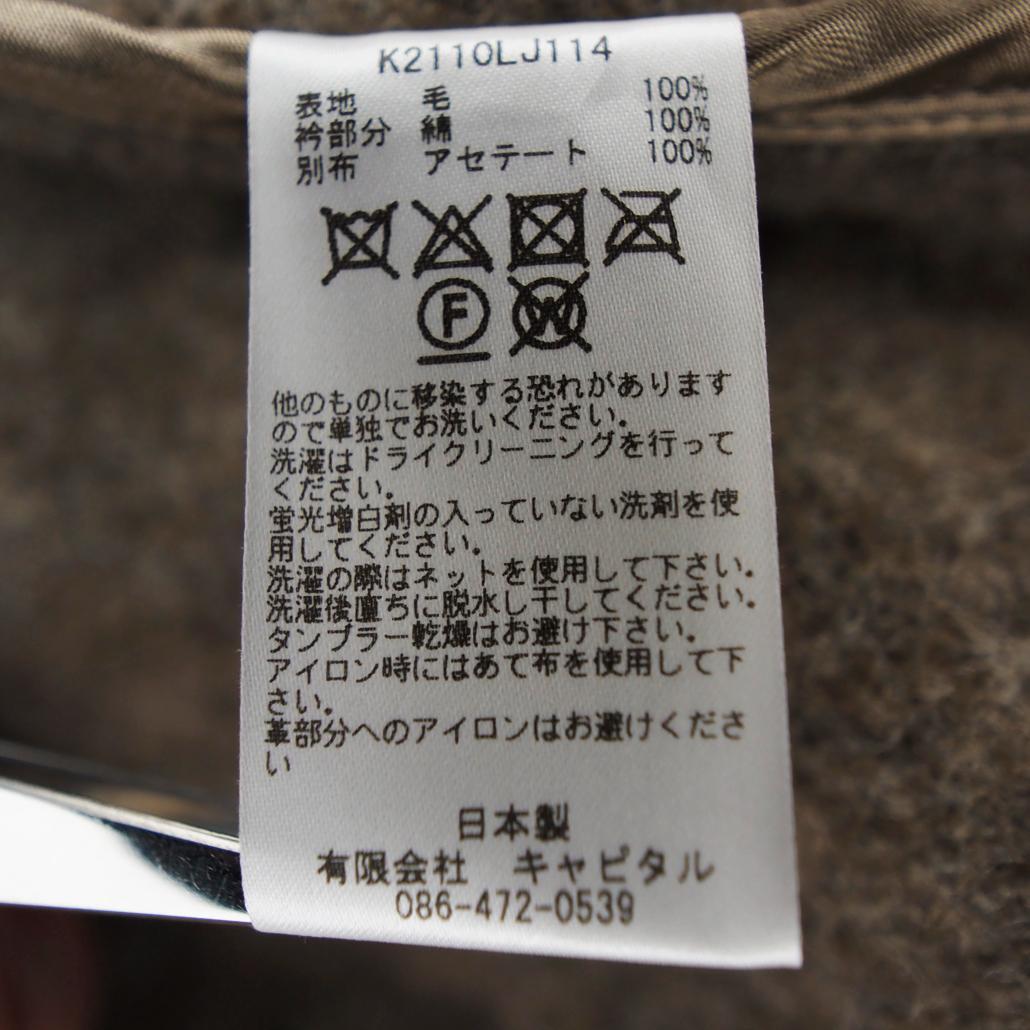 K2110LJ114
表地 毛 100%
衿部分 綿 100%
別布 アセテート 100%
F W
他のものに移染する恐れがあります
ので単独でお洗いください。
洗濯はドライクリーニングを行って
ください。
蛍光増白剤の入っていない洗剤を使
用してください。
洗濯の際はネットを使用して下さい。
洗濯後直ちに脱水し干してください。
タンブラー乾燥はお避け下さい。
アイロン時にはあて布を使用して下
さい。
革部分へのアイロンはお避けくださ
い
日本製
有限会社 キャピタル
086-472-0539